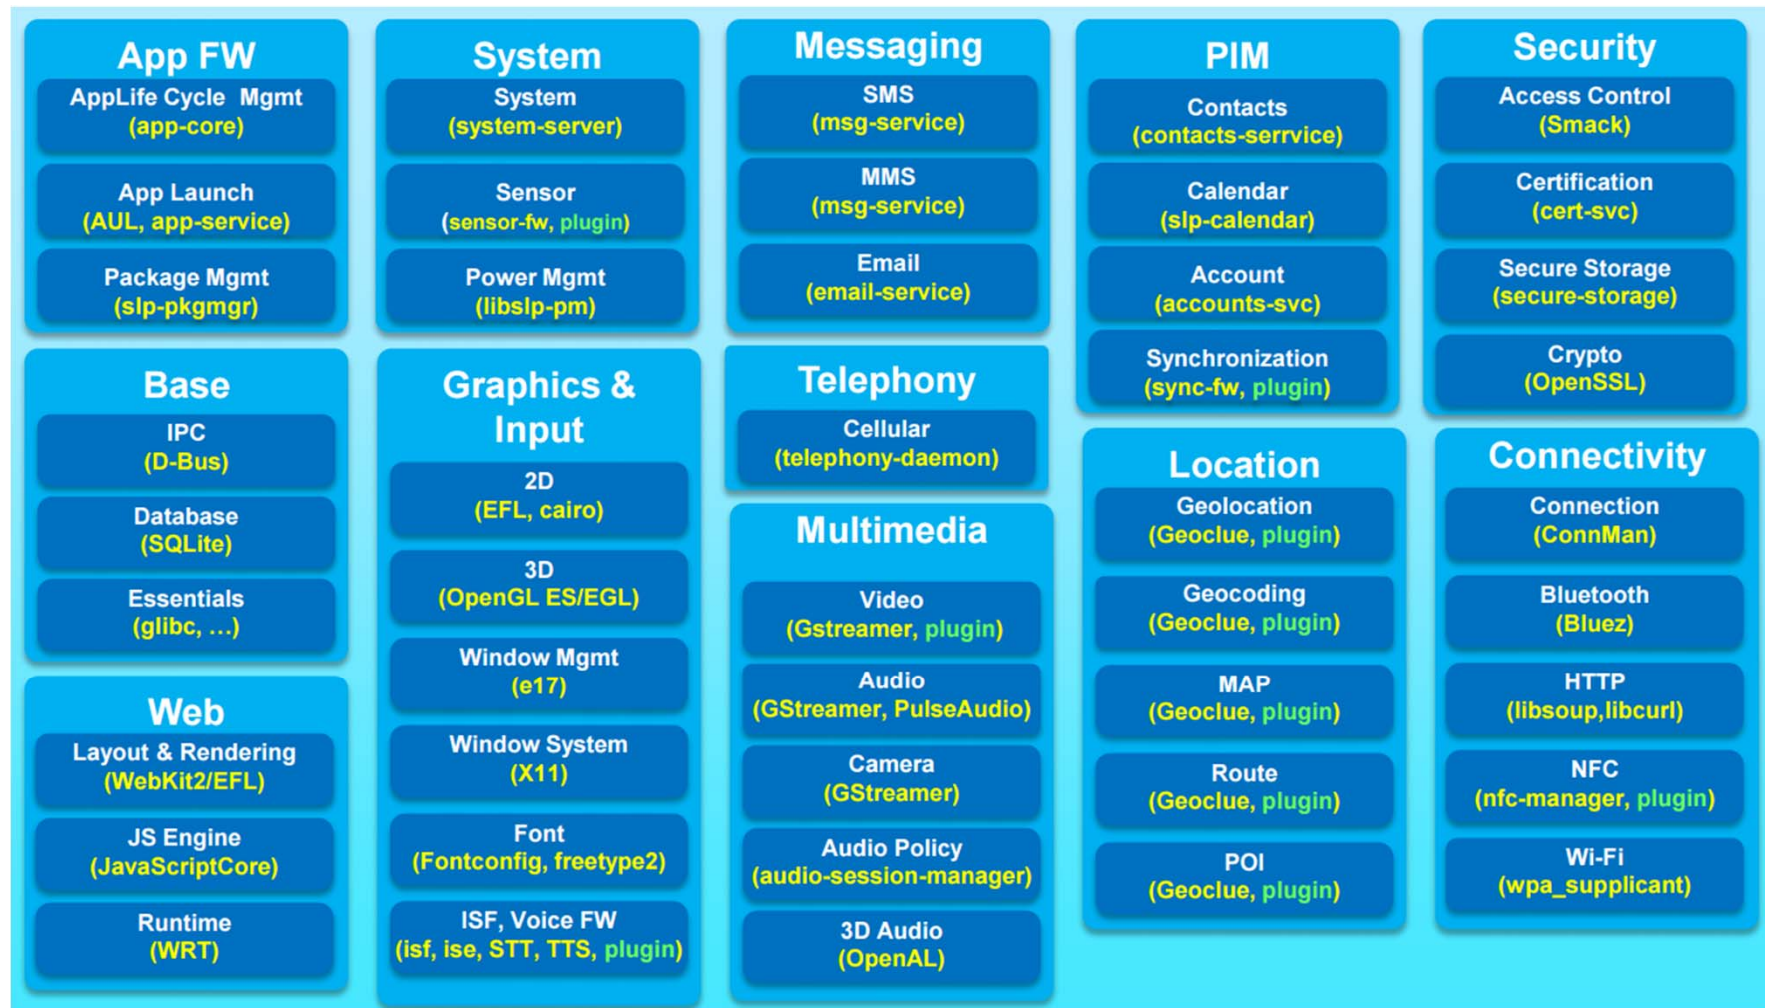 App FW
AppLife Cycle Mgmt
(app-core)
App Launch
(AUL, app-service)
Package Mgmt
(slp-pkgmgr)
System
System
(system-server)
Sensor
(sensor-fw, plugin)
Power Mgmt
(libslp-pm)
Messaging
SMS
(msg-service)
MMS
(msg-service)
Email
(email-service)
PIM
Contacts
(contacts-serrvice)
Calendar
(slp-calendar)
Account
(accounts-svc)
Synchronization
(sync-fw, plugin)
Security
Access Control
(Smack)
Certification
(cert-svc)
Secure Storage
(secure-storage)
Crypto
(OpenSSL)
Base
IPC
(D-Bus)
Database
(SQLite)
Essentials
(glibc, ...)
Graphics &
Input
2D
(EFL, cairo)
3D
(OpenGL ES/EGL)
Window Mgmt
(e17)
Window System
(X11)
Font
(Fontconfig, freetype2)
ISF, Voice FW
(isf, ise, STT, TTS, plugin)
Telephony
Cellular
(telephony-daemon)
Multimedia
Video
(Gstreamer, plugin)
Audio
(GStreamer, PulseAudio)
Camera
(GStreamer)
Audio Policy
(audio-session-manager)
3D Audio
(OpenAL)
Location
Geolocation
(Geoclue, plugin)
Geocoding
(Geoclue, plugin)
MAP
(Geoclue, plugin)
Route
(Geoclue, plugin)
POI
(Geoclue, plugin)
Connectivity
Connection
(ConnMan)
Bluetooth
(Bluez)
HTTP
(libsoup,libcurl)
NFC
(nfc-manager, plugin)
Wi-Fi
(wpa_supplicant)
Web
Layout & Rendering
(WebKit2/EFL)
JS Engine
(JavaScriptCore)
Runtime
(WRT)